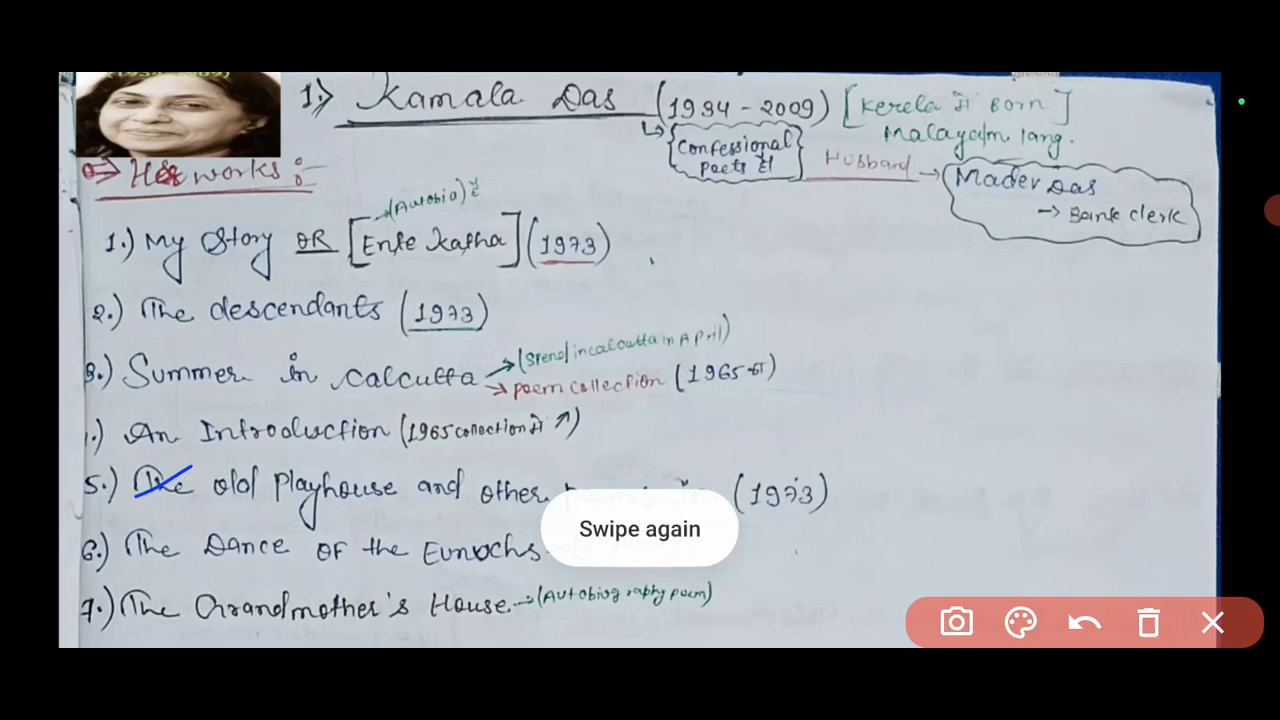 1.) Kamala Das (1934-2009) [Kerela में Born]
Malayalm lang.
{Confessional
Poets है}
Husband → Mader Das
→ Bank clerk
Her works :-
(Autobio) है
1.) My Story OR [Ente Katha] (1973)
2.) The descendants (1973)
3.) Summer in calcutta → (Spend in calcutta in April)
→ poem collection (1965 का)
.) An Introduction (1965 collection में ↗)
5.) The old Playhouse and other (1973)
Swipe again
6.) The Dance of the Eunochs
7.) The Grandmother's House → (Autobiography poem)